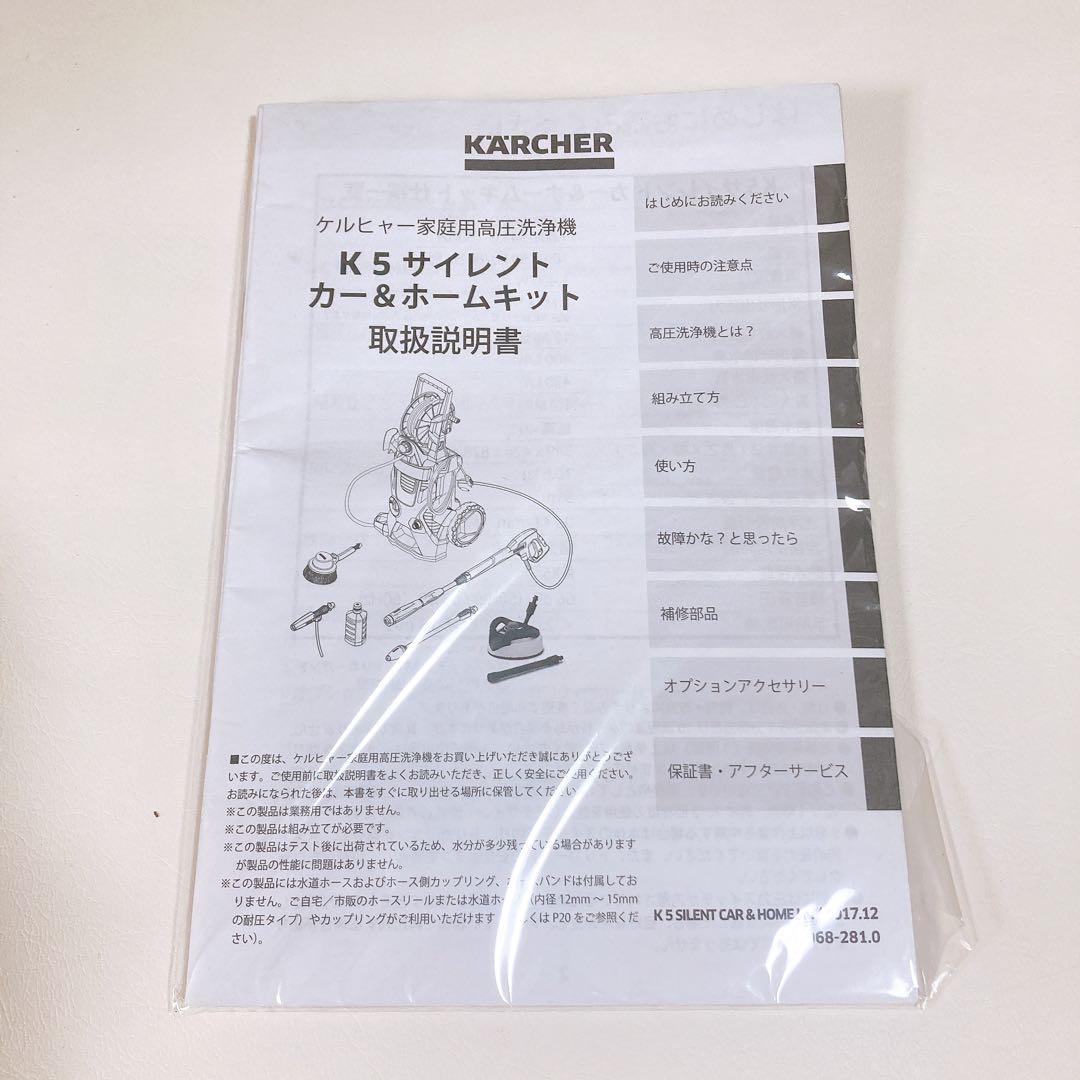 KÄRCHER
ケルヒャー家庭用高圧洗浄機
K 5 サイレント
カー＆ホームキット
取扱説明書
はじめにお読みください
ご使用時の注意点
高圧洗浄機とは？
組み立て方
使い方
故障かな？と思ったら
補修部品
オプションアクセサリー
保証書・アフターサービス
■この度は、ケルヒャー家庭用高圧洗浄機をお買い上げいただき誠にありがとうござ
います。ご使用前に取扱説明書をよくお読みいただき、正しく安全にご使用ください。
お読みになられた後は、本書をすぐに取り出せる場所に保管してください
※この製品は業務用ではありません。
※この製品は組み立てが必要です。
※この製品はテスト後に出荷されているため、水分が多少残っている場合があります
が製品の性能に問題はありません。
※この製品には水道ホースおよびホース側カップリング、ホースバンドは付属してお
りません。ご自宅／市販のホースリールまたは水道ホース（内径12mm～15mm
の耐圧タイプ）やカップリングがご利用いただけます しくは P20 をご参照くだ
さい）。
K 5 SILENT CAR & HOME 017.12
68-281.0